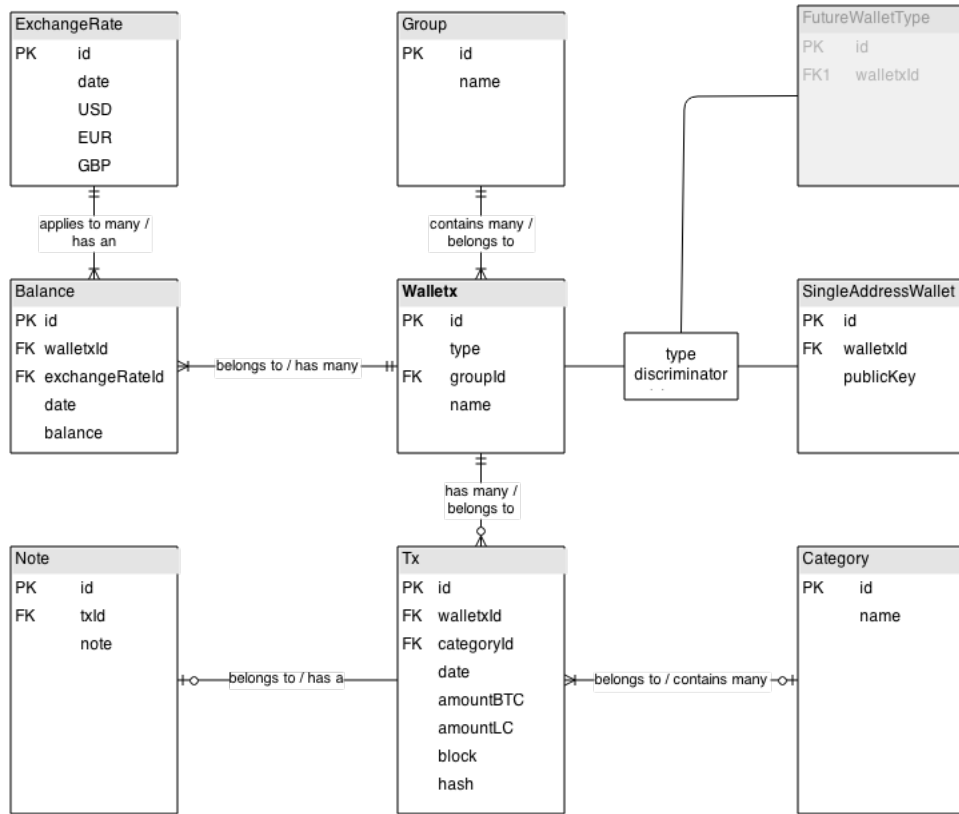 ExchangeRate
PK id
date
USD
EUR
GBP
Group
PK id
name
FutureWalletType
PK id
FK1 walletxId
applies to many /
has an
contains many /
belongs to
Balance
PK id
FK walletxId
FK exchangeRateId
date
balance
belongs to / has many
Walletx
PK id
type
FK groupId
name
type
discriminator
SingleAddressWallet
PK id
FK walletxId
publicKey
has many /
belongs to
Note
PK id
FK txId
note
belongs to / has a
Tx
PK id
FK walletxId
FK categoryId
date
amountBTC
amountLC
block
hash
belongs to / contains many
Category
PK id
name